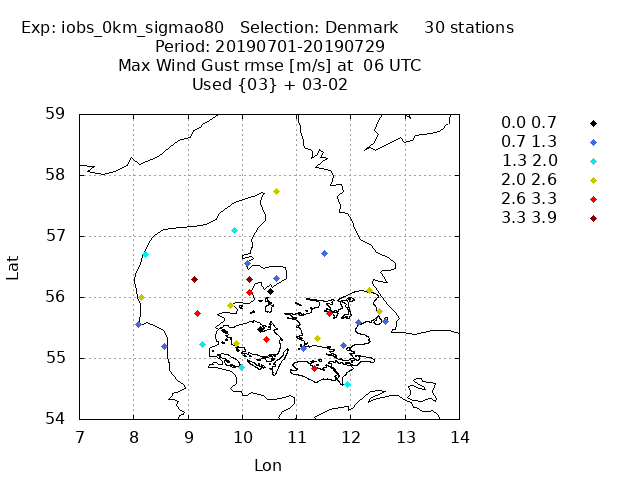 Exp: iobs_0km_sigmao80 Selection: Denmark 30 stations
Period: 20190701-20190729
Max Wind Gust rmse [m/s] at 06 UTC
Used {03} + 03-02
59
58
57
56
55
54
7 8 9 10 11 12 13 14
Lat
Lon
0.0 0.7
0.7 1.3
1.3 2.0
2.0 2.6
2.6 3.3
3.3 3.9